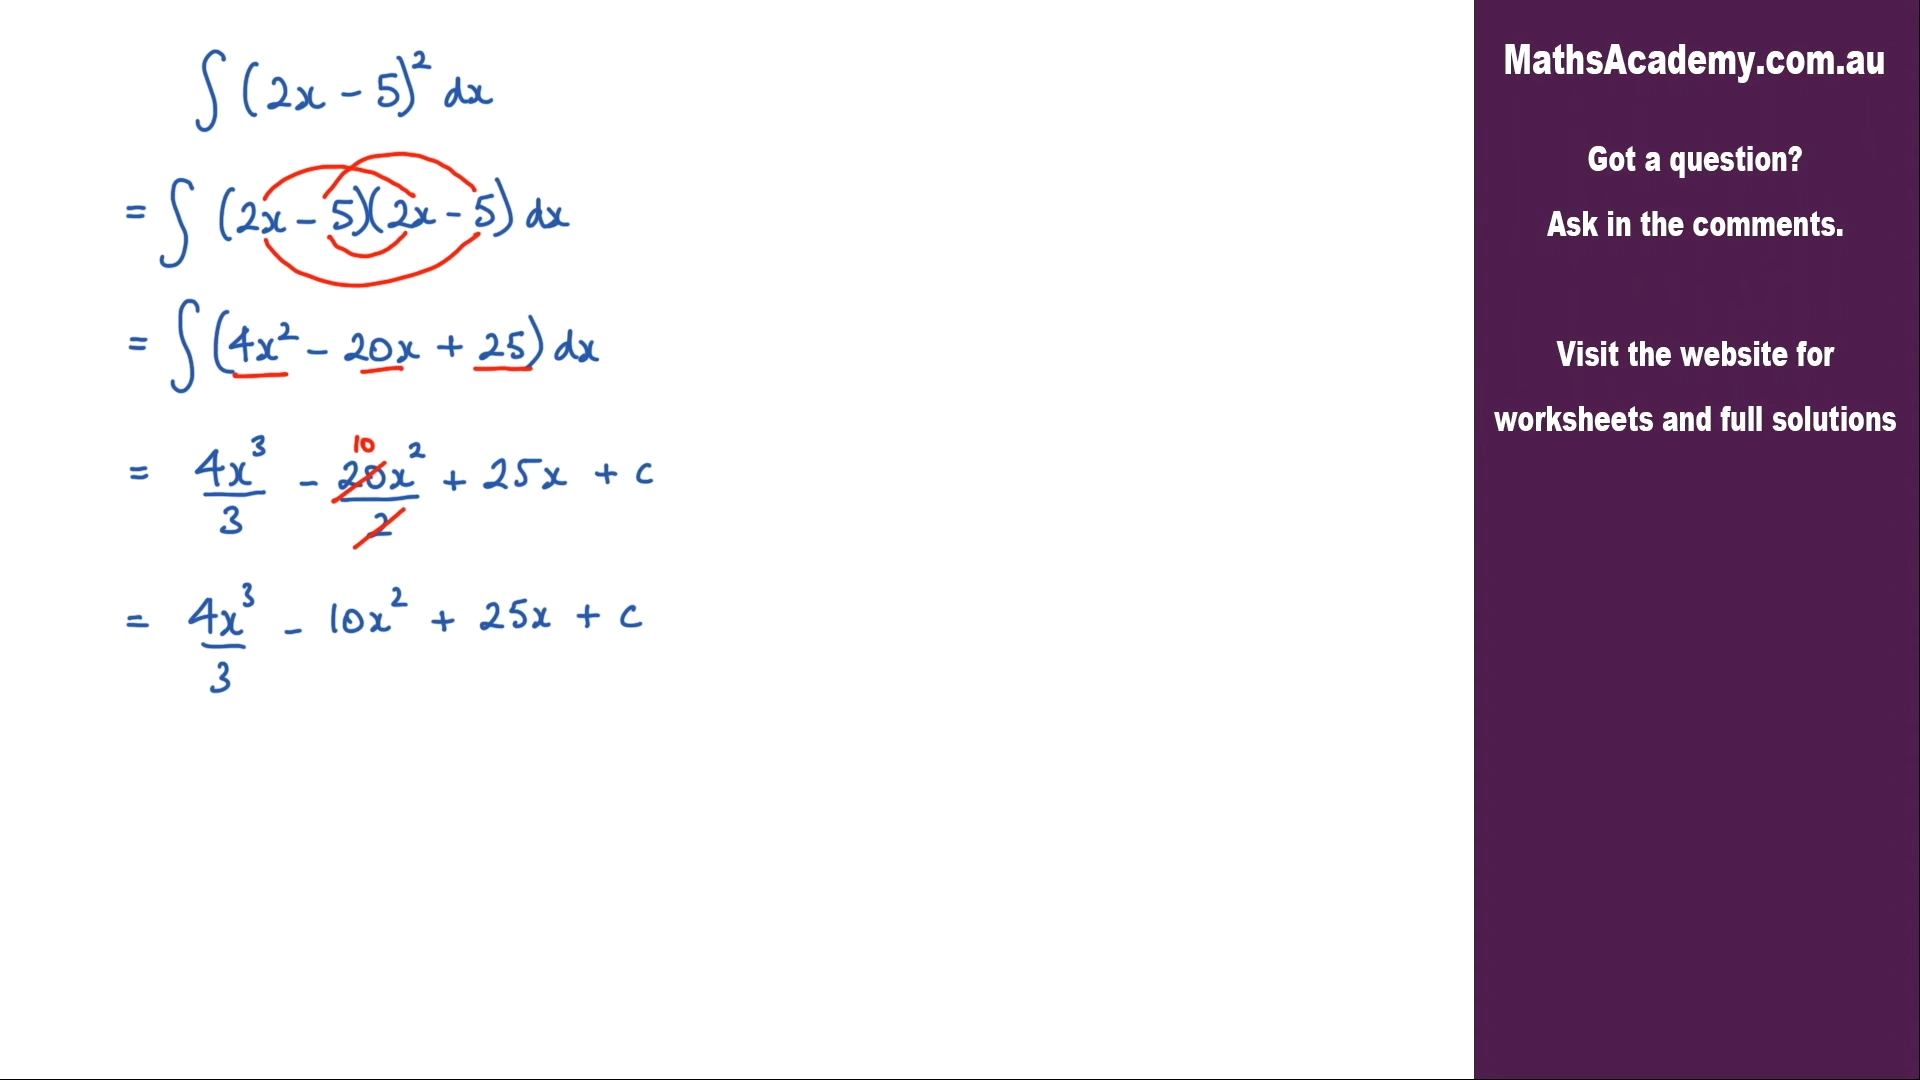 ∫(2x - 5)² dx
= ∫ (2x - 5)(2x - 5) dx
= ∫ (4x² - 20x + 25) dx
= 4x³/3 - 20x²/2 + 25x + c
10
= 4x³/3 - 10x² + 25x + c
MathsAcademy.com.au
Got a question?
Ask in the comments.
Visit the website for
worksheets and full solutions